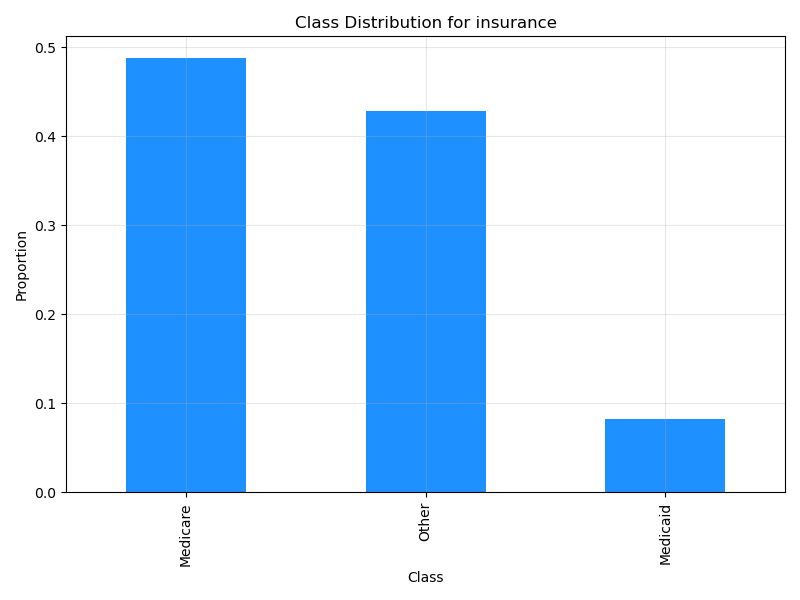 Class Distribution for insurance
0.5
0.4
0.3
0.2
0.1
0.0
Proportion
Medicare
Other
Medicaid
Class